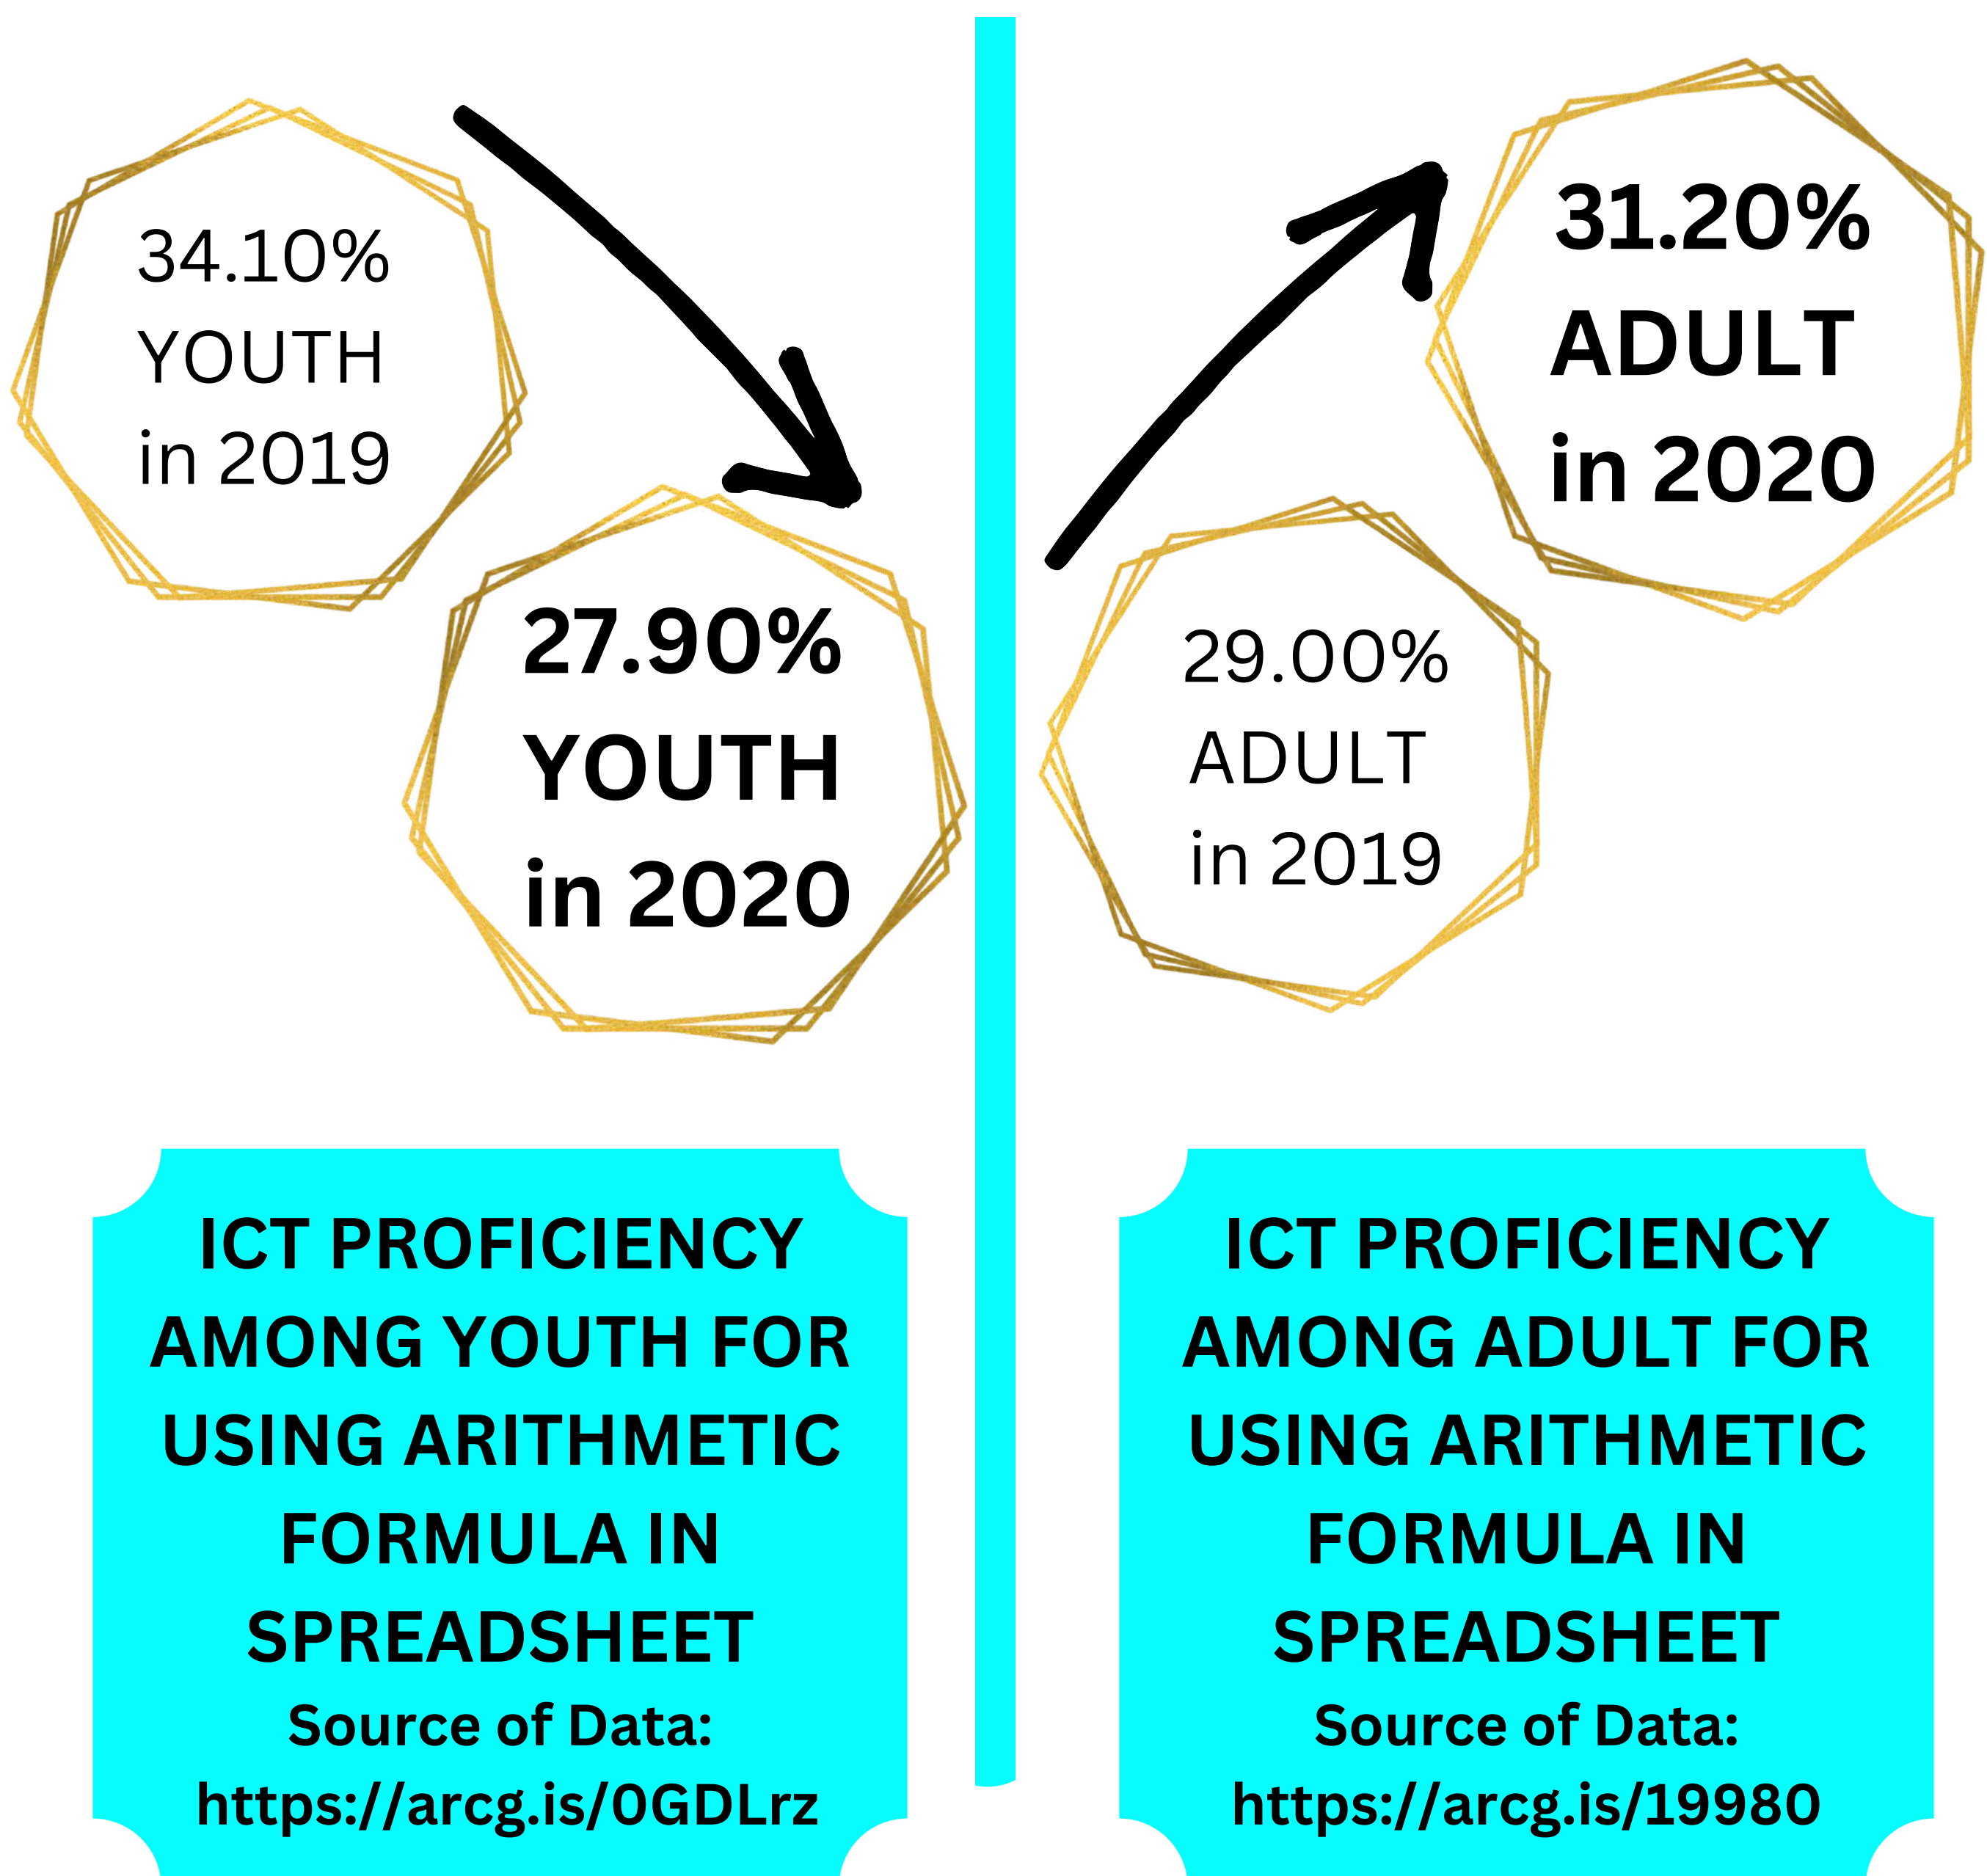 34.10%
YOUTH
in 2019
27.90%
YOUTH
in 2020
ICT PROFICIENCY
AMONG YOUTH FOR
USING ARITHMETIC
FORMULA IN
SPREADSHEET
Source of Data:
https://arcg.is/0GDLrz
31.20%
ADULT
in 2020
29.00%
ADULT
in 2019
ICT PROFICIENCY
AMONG ADULT FOR
USING ARITHMETIC
FORMULA IN
SPREADSHEET
Source of Data:
https://arcg.is/19980